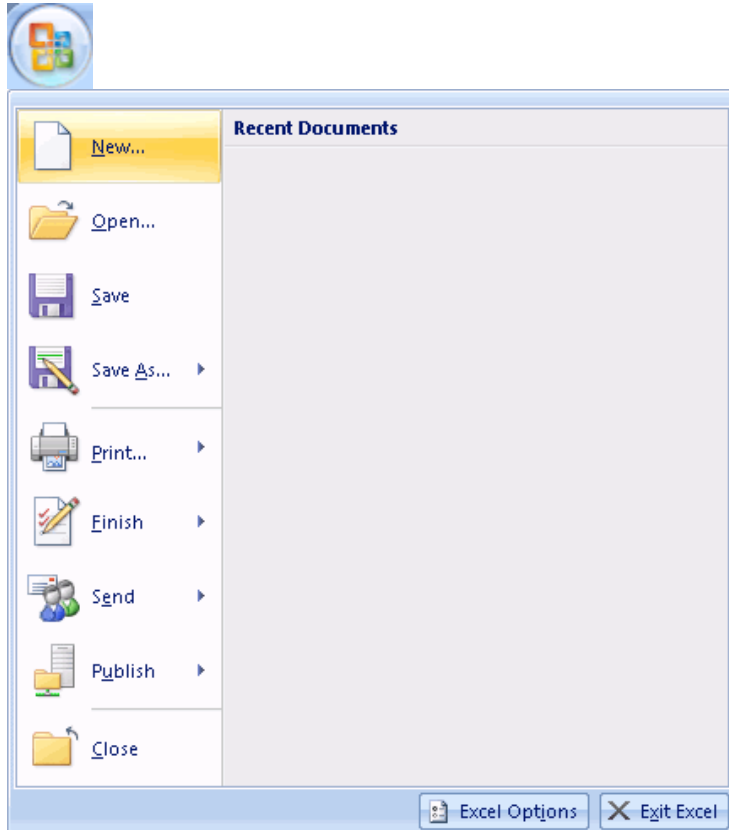 Recent Documents
New...
Open...
Save
Save As...
Print...
Finish
Send
Publish
Close
Excel Options
Exit Excel